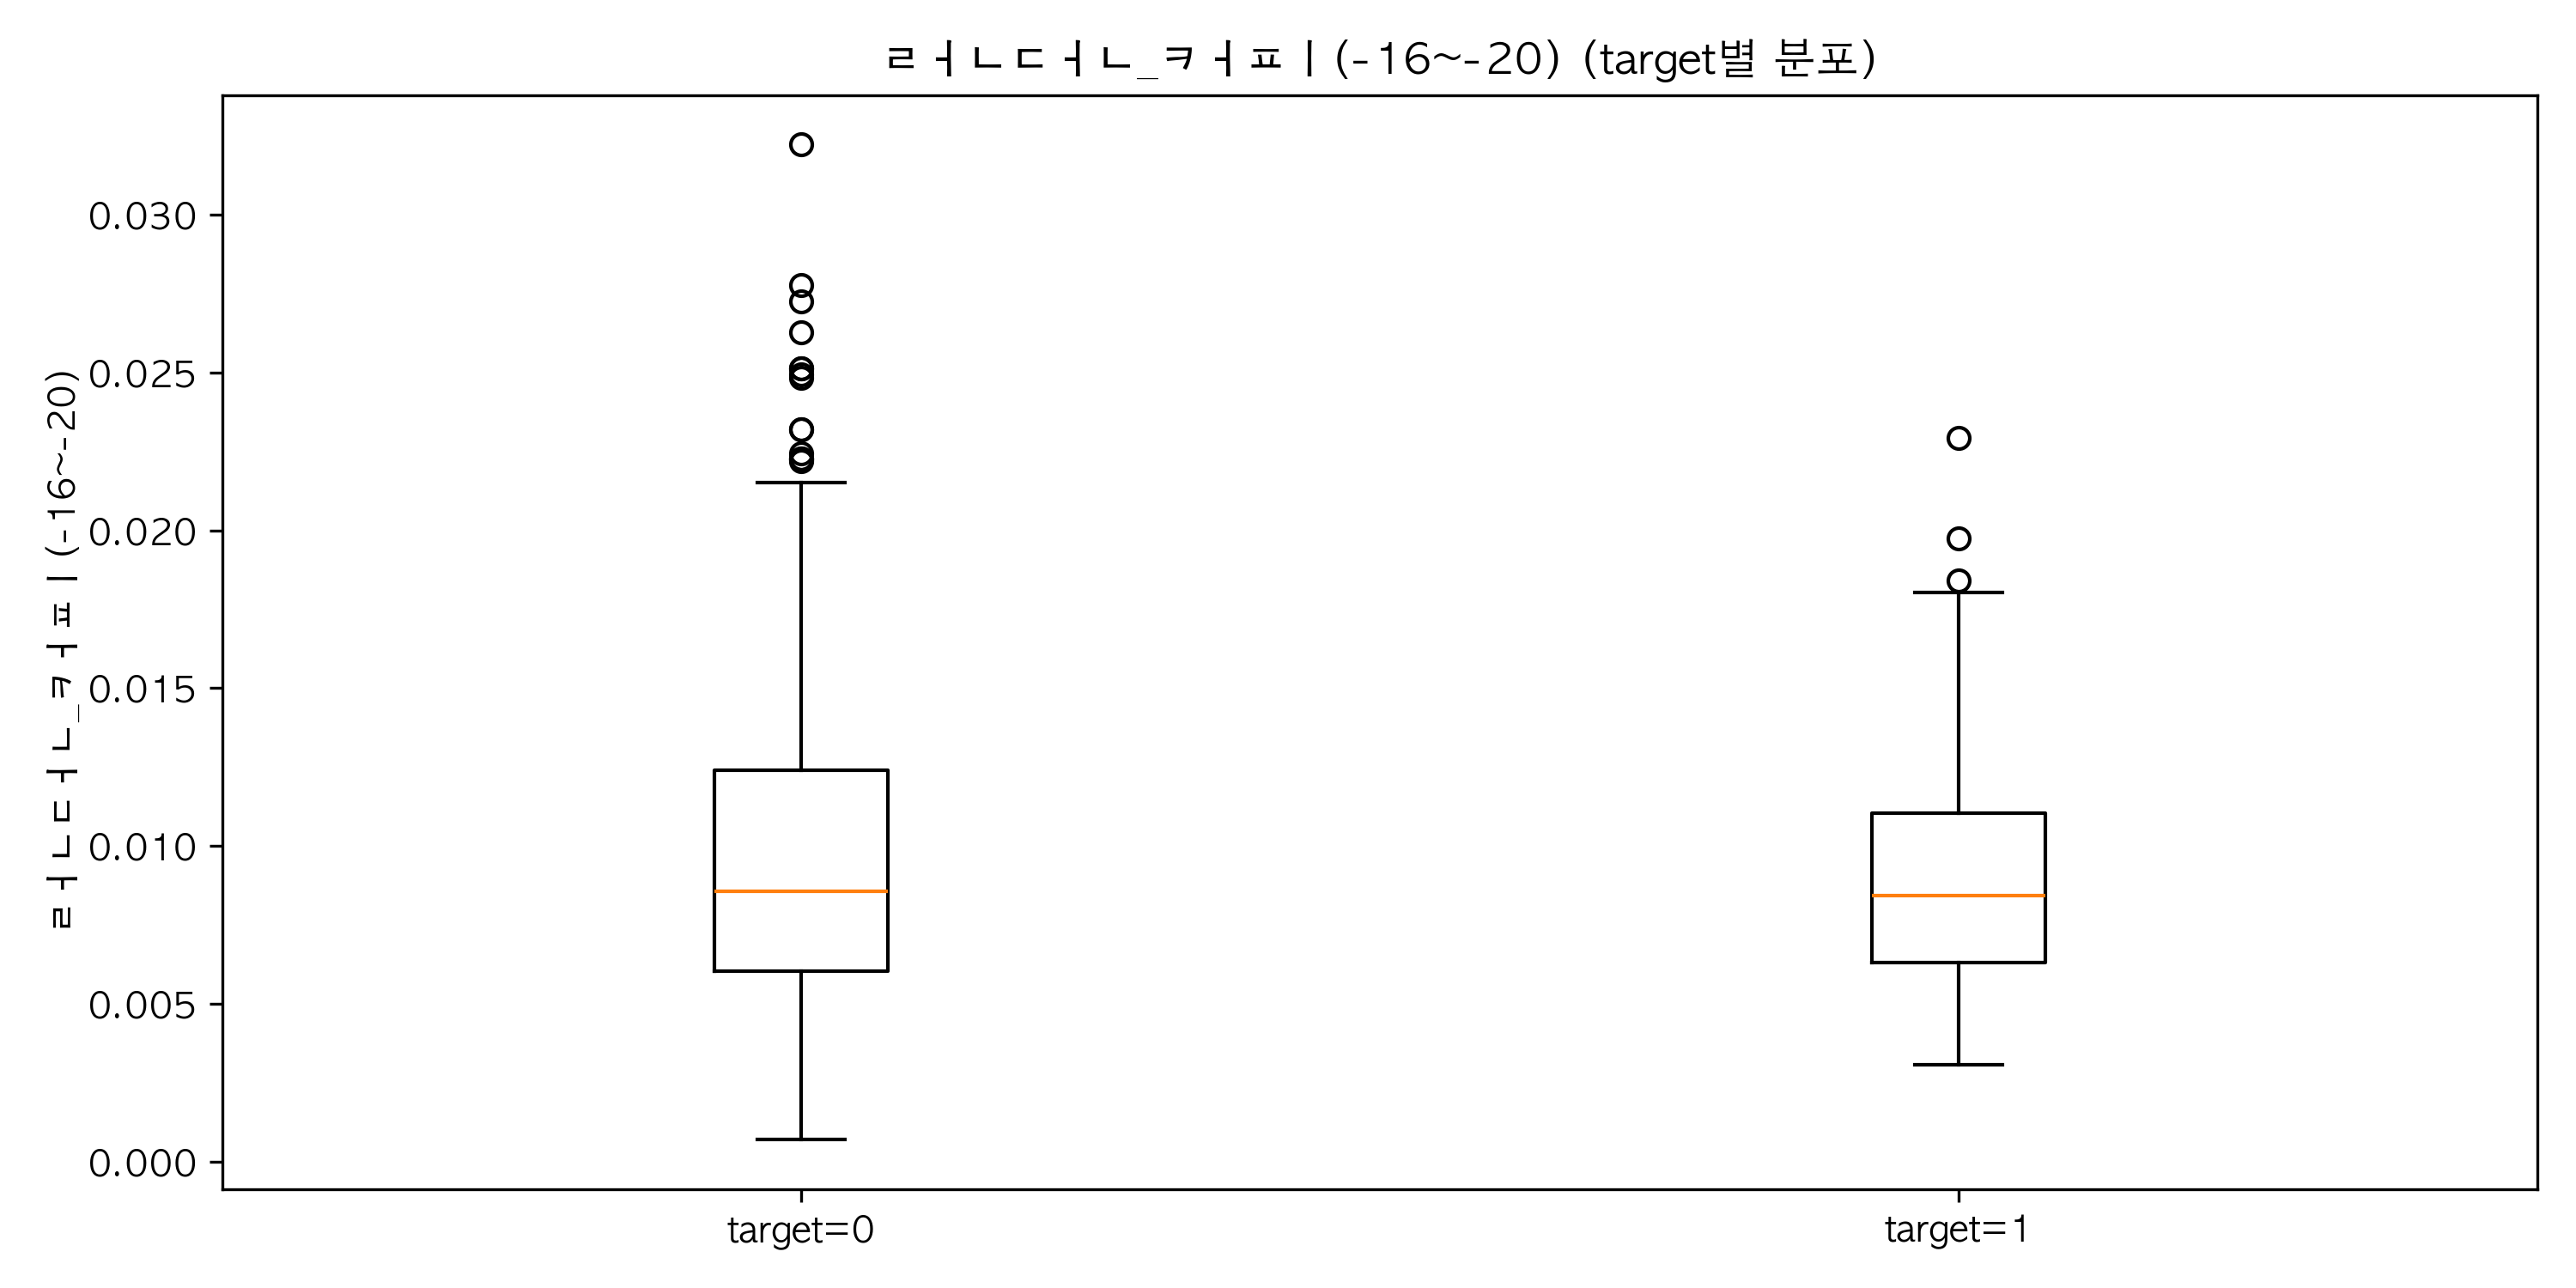 ㄹㅓㄴㄷㅓㄴ_ㅋㅓㅍㅣ(-16~-20) (target별 분포)
ㄹㅓㄴㄷㅓㄴ_ㅋㅓㅍㅣ(-16~-20)
0.030
0.025
0.020
0.015
0.010
0.005
0.000
target=0
target=1